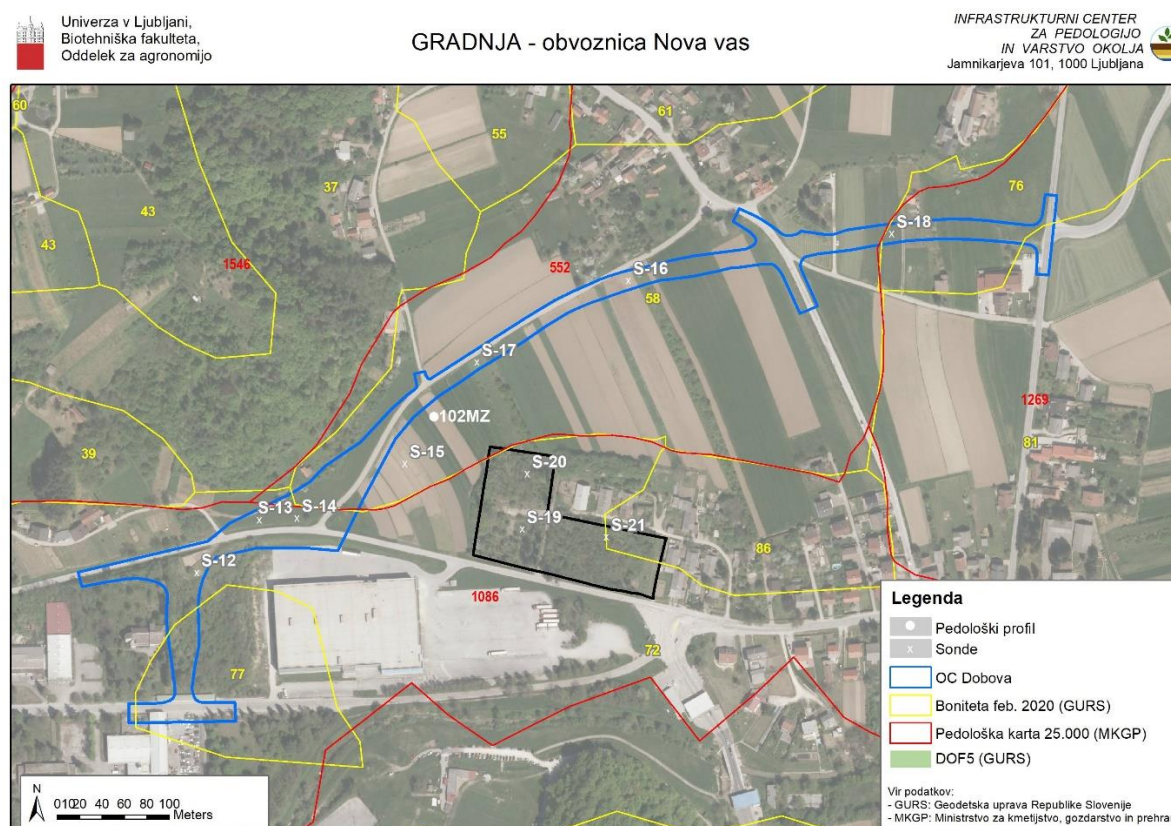 Univerza v Ljubljani,
Biotehniška fakulteta,
Oddelek za agronomijo
GRADNJA - obvoznica Nova vas
INFRASTRUKTURNI CENTER
ZA PEDOLOGIJO
IN VARSTVO OKOLJA
Jamnikarjeva 101, 1000 Ljubljana
60
61
55
43
37
76
43
S-18
1546
552
S-16
58
S-17
1269
102MZ
81
39
S-15
S-20
S-13
S-14
S-19
S-21
86
S-12
1086
72
77
Legenda
Pedološki profil
x Sonde
OC Dobova
Boniteta feb. 2020 (GURS)
Pedološka karta 25.000 (MKGP)
DOF5 (GURS)
Vir podatkov:
- GURS: Geodetska uprava Republike Slovenije
- MKGP: Ministrstvo za kmetijstvo, gozdarstvo in prehra
N
010 20 40 60 80 100
Meters